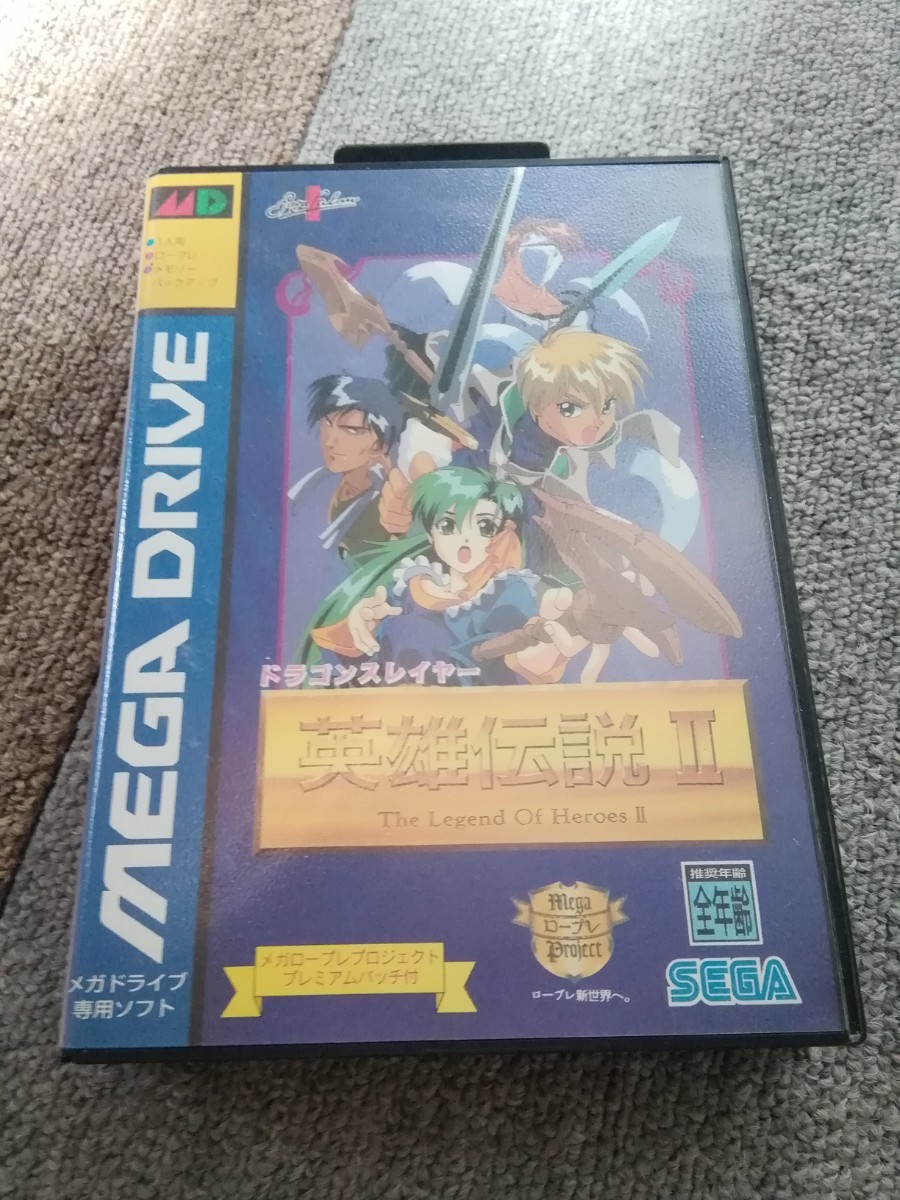 MD
1人用
ロープレ
メモリー
バックアップ
MEGA DRIVE
メガドライブ
専用ソフト
ドラゴンスレイヤー
英雄伝説 II
The Legend Of Heroes II
メガロープレプロジェクト
プレミアムバッチ付
Mega
ロープレ
Project
ロープレ新世界へ。
推奨年齢
全年齢
SEGA